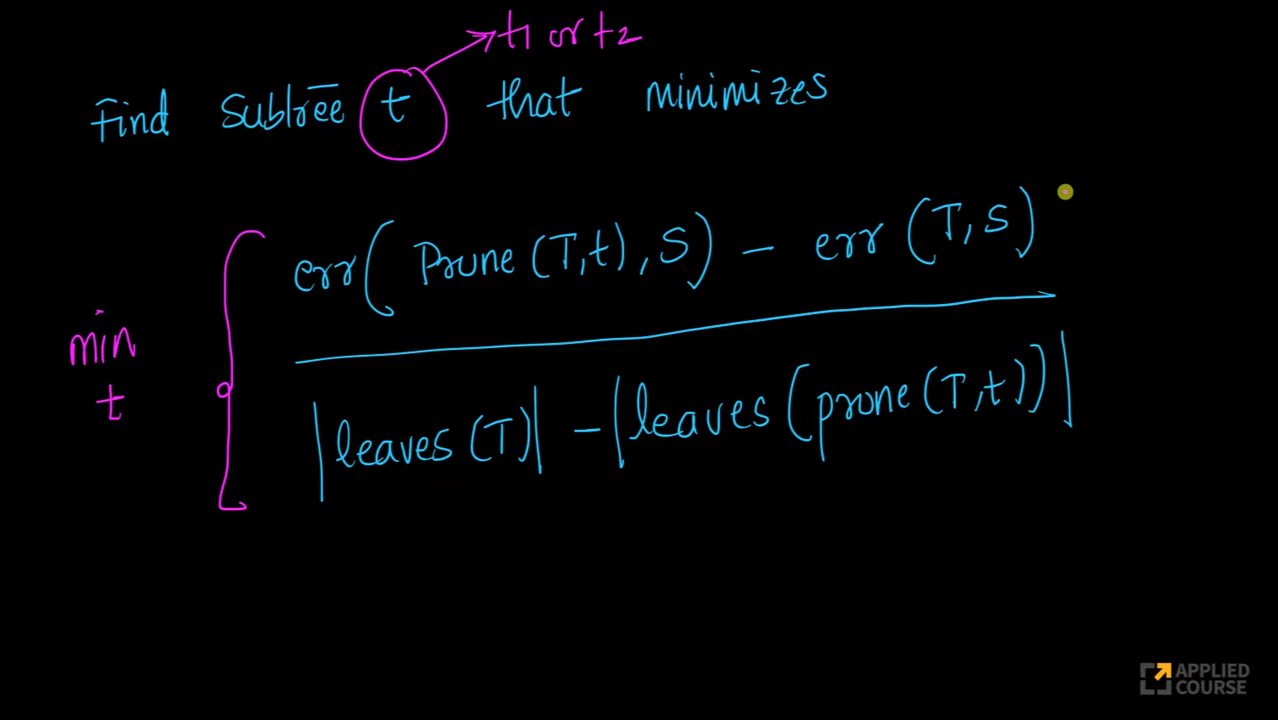 t1 or t2
Find Subtree t that minimizes
err(Prune(T,t),S) - err(T,S)
min
t
|leaves(T)| - |leaves(prune(T,t))|
APPLIED
COURSE